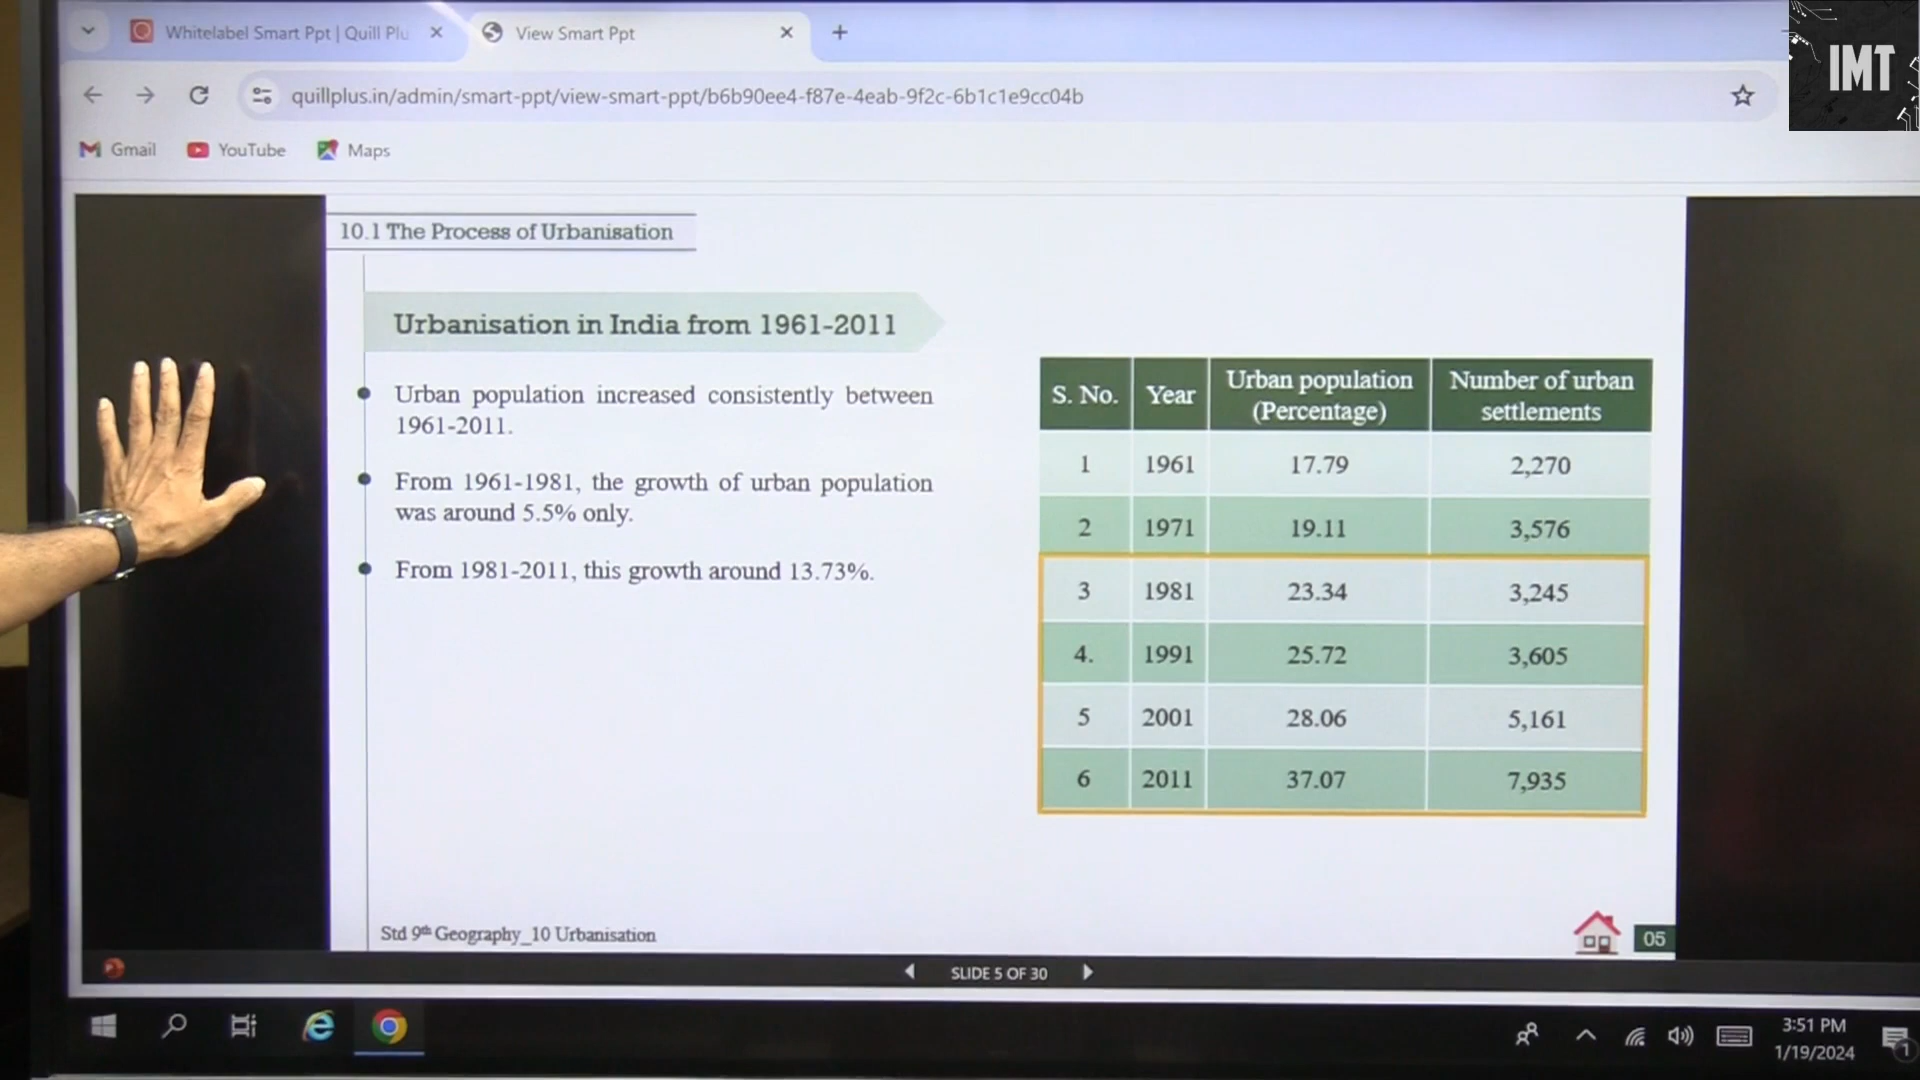 Whitelabel Smart Ppt | Quill Plu
View Smart Ppt
IMT
quillplus.in/admin/smart-ppt/view-smart-ppt/b6b90ee4-f87e-4eab-9f2c-6b1c1e9cc04b
Gmail YouTube Maps
10.1 The Process of Urbanisation
Urbanisation in India from 1961-2011
Urban population increased consistently between
1961-2011.
From 1961-1981, the growth of urban population
was around 5.5% only.
From 1981-2011, this growth around 13.73%.
S. No. Year Urban population (Percentage) Number of urban settlements
1 1961 17.79 2,270
2 1971 19.11 3,576
3 1981 23.34 3,245
4. 1991 25.72 3,605
5 2001 28.06 5,161
6 2011 37.07 7,935
Std 9th Geography_10 Urbanisation
05
SLIDE 5 OF 30
3:51 PM
1/19/2024
1